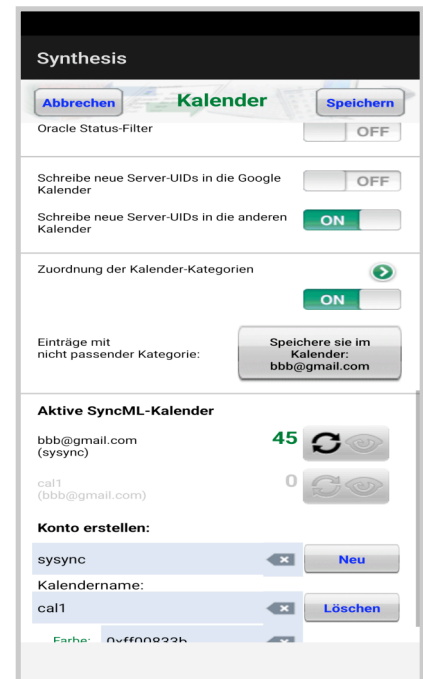 Synthesis
Abbrechen
Kalender
Speichern
Oracle Status-Filter
OFF
Schreibe neue Server-UIDs in die Google
Kalender
OFF
Schreibe neue Server-UIDs in die anderen
Kalender
ON
Zuordnung der Kalender-Kategorien
ON
Einträge mit
nicht passender Kategorie:
Speichere sie im
Kalender:
bbb@gmail.com
Aktive SyncML-Kalender
bbb@gmail.com
(sysync)
45
cal1
(bbb@gmail.com)
0
Konto erstellen:
sysync
Neu
Kalendername:
cal1
Löschen
Farbe:
0xff00833b